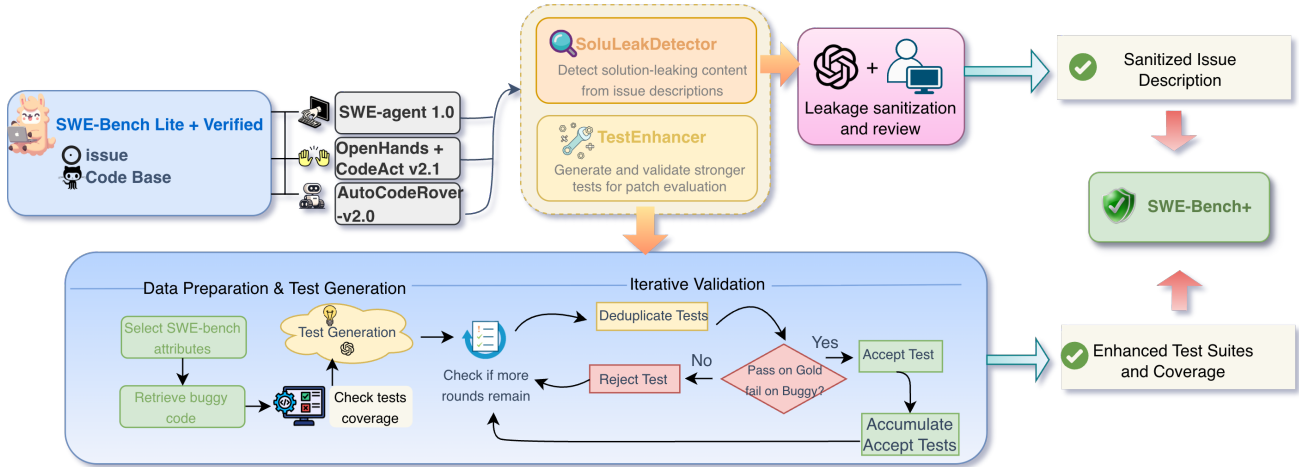 SWE-Bench Lite + Verified
issue
Code Base
SWE-agent 1.0
OpenHands +
CodeAct v2.1
AutoCodeRover
-v2.0
SoluLeakDetector
Detect solution-leaking content
from issue descriptions
TestEnhancer
Generate and validate stronger
tests for patch evaluation
+
Leakage sanitization
and review
Sanitized Issue
Description
SWE-Bench+
Enhanced Test Suites
and Coverage
Data Preparation & Test Generation
Select SWE-bench
attributes
Retrieve buggy
code
Check tests
coverage
Test Generation
Iterative Validation
Check if more
rounds remain
Deduplicate Tests
Pass on Gold
fail on Buggy?
No
Reject Test
Yes
Accept Test
Accumulate
Accept Tests